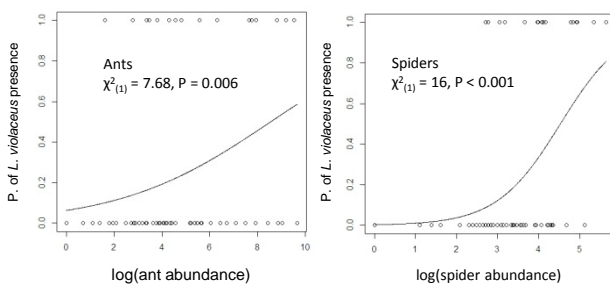 P. of L. violaceus presence
0.0 0.2 0.4 0.6 0.8 1.0
Ants
χ²(1) = 7.68, P = 0.006
0 2 4 6 8 10
log(ant abundance)
P. of L. violaceus presence
0.0 0.2 0.4 0.6 0.8 1.0
Spiders
χ²(1) = 16, P < 0.001
0 1 2 3 4 5
log(spider abundance)